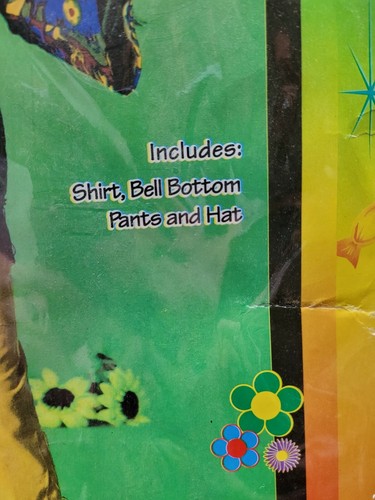 Includes:
Shirt, Bell Bottom
Pants and Hat